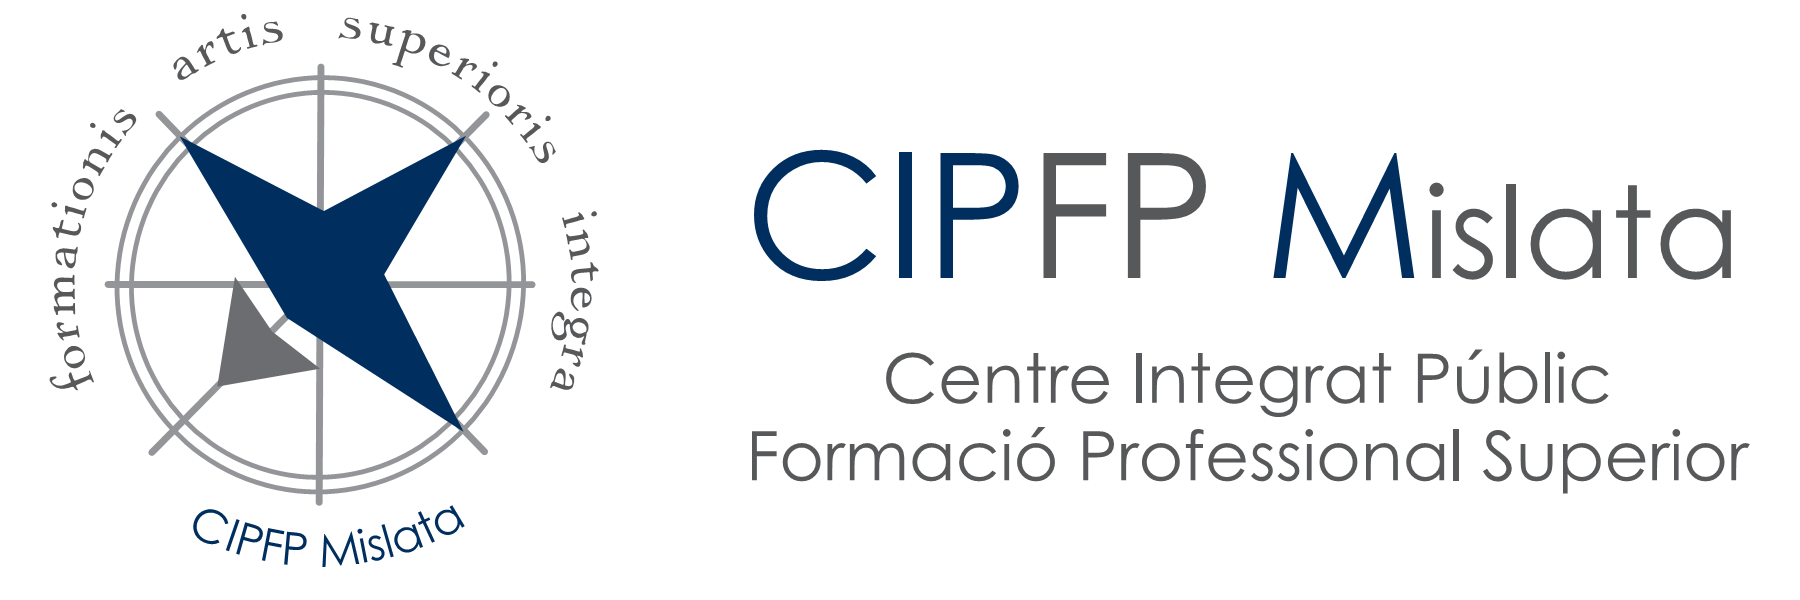 formationis artis superioris integra
CIPFP Mislata
CIPFP Mislata
Centre Integrat Públic
Formació Professional Superior